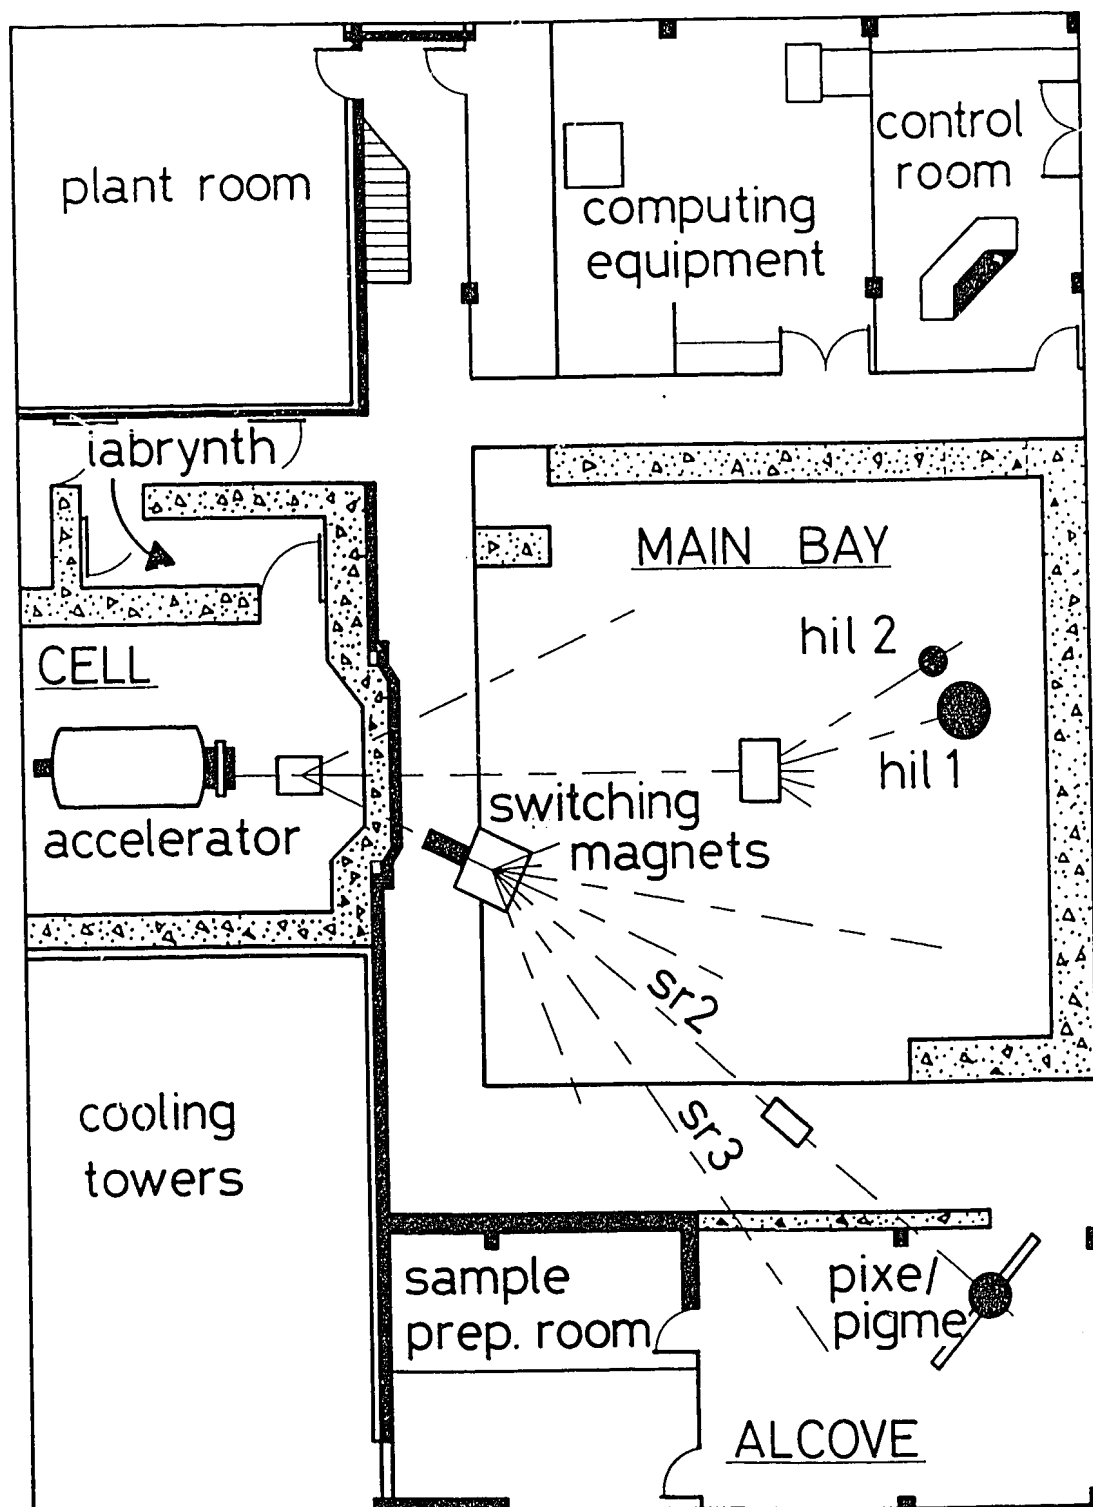 plant room
computing
equipment
control
room
iabrynth
MAIN BAY
hil 2
hil 1
CELL
accelerator
switching
magnets
sr2
sr3
cooling
towers
sample
prep. room
pixe/
pigme
ALCOVE